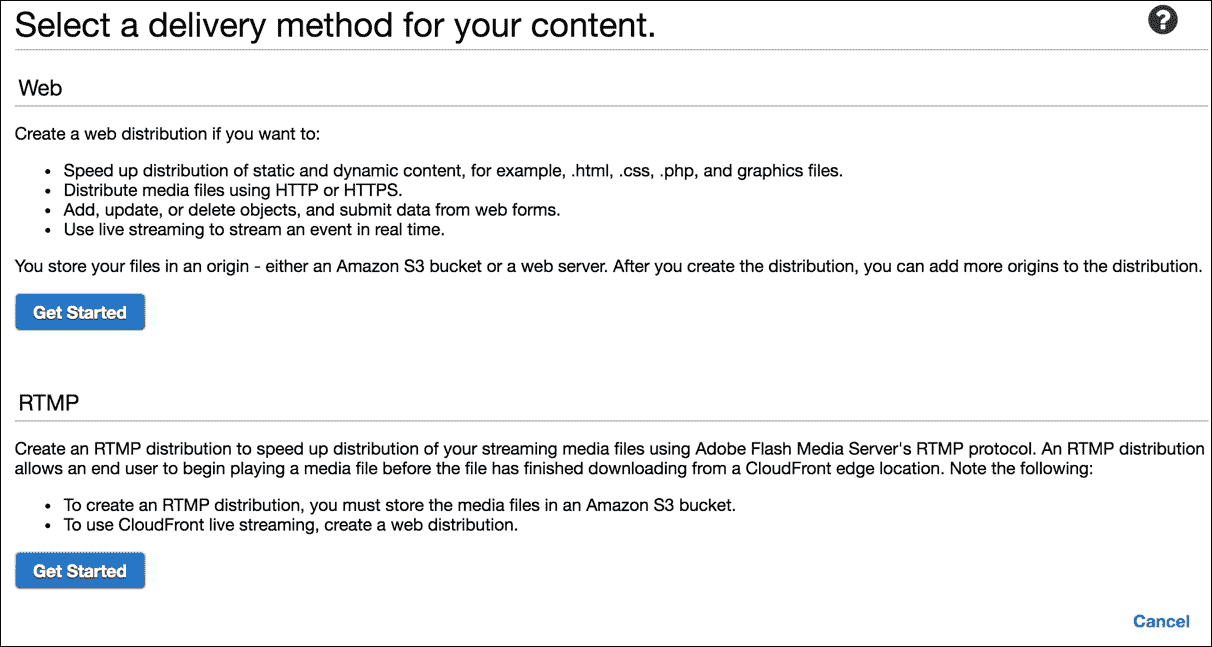 Select a delivery method for your content.
?
Web
Create a web distribution if you want to:
• Speed up distribution of static and dynamic content, for example, .html, .css, .php, and graphics files.
• Distribute media files using HTTP or HTTPS.
• Add, update, or delete objects, and submit data from web forms.
• Use live streaming to stream an event in real time.
You store your files in an origin - either an Amazon S3 bucket or a web server. After you create the distribution, you can add more origins to the distribution.
Get Started
RTMP
Create an RTMP distribution to speed up distribution of your streaming media files using Adobe Flash Media Server's RTMP protocol. An RTMP distribution
allows an end user to begin playing a media file before the file has finished downloading from a CloudFront edge location. Note the following:
• To create an RTMP distribution, you must store the media files in an Amazon S3 bucket.
• To use CloudFront live streaming, create a web distribution.
Get Started
Cancel